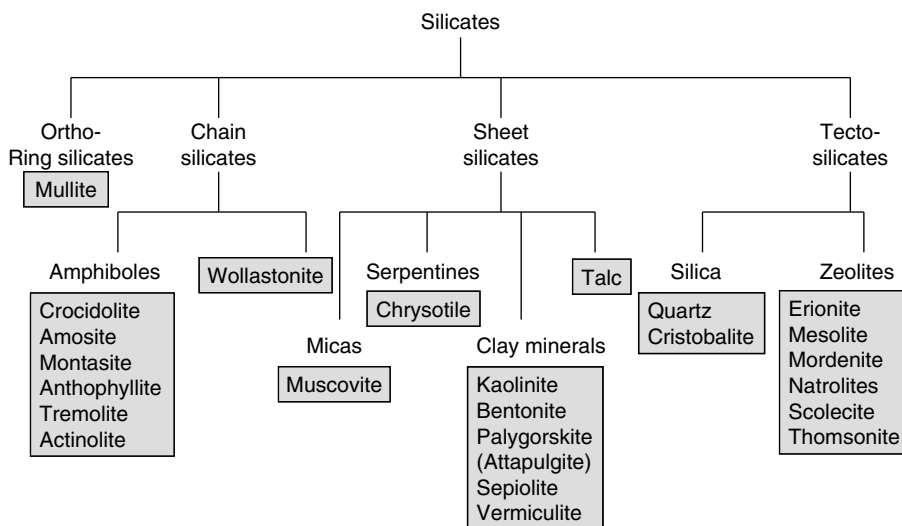 Silicates
Ortho-
Ring silicates
Mullite
Chain
silicates
Sheet
silicates
Tecto-
silicates
Amphiboles
Crocidolite
Amosite
Montasite
Anthophyllite
Tremolite
Actinolite
Wollastonite
Micas
Muscovite
Serpentines
Chrysotile
Clay minerals
Kaolinite
Bentonite
Palygorskite
(Attapulgite)
Sepiolite
Vermiculite
Talc
Silica
Quartz
Cristobalite
Zeolites
Erionite
Mesolite
Mordenite
Natrolites
Scolecite
Thomsonite